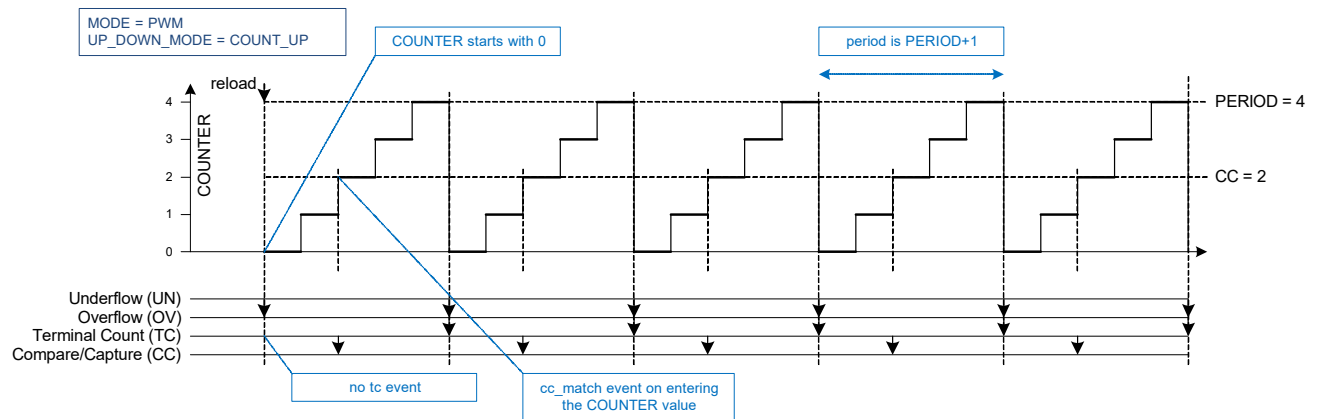 MODE = PWM
UP_DOWN_MODE = COUNT_UP
COUNTER starts with 0
period is PERIOD+1
reload
COUNTER
4
3
2
1
0
PERIOD = 4
CC = 2
Underflow (UN)
Overflow (OV)
Terminal Count (TC)
Compare/Capture (CC)
no tc event
cc_match event on entering
the COUNTER value